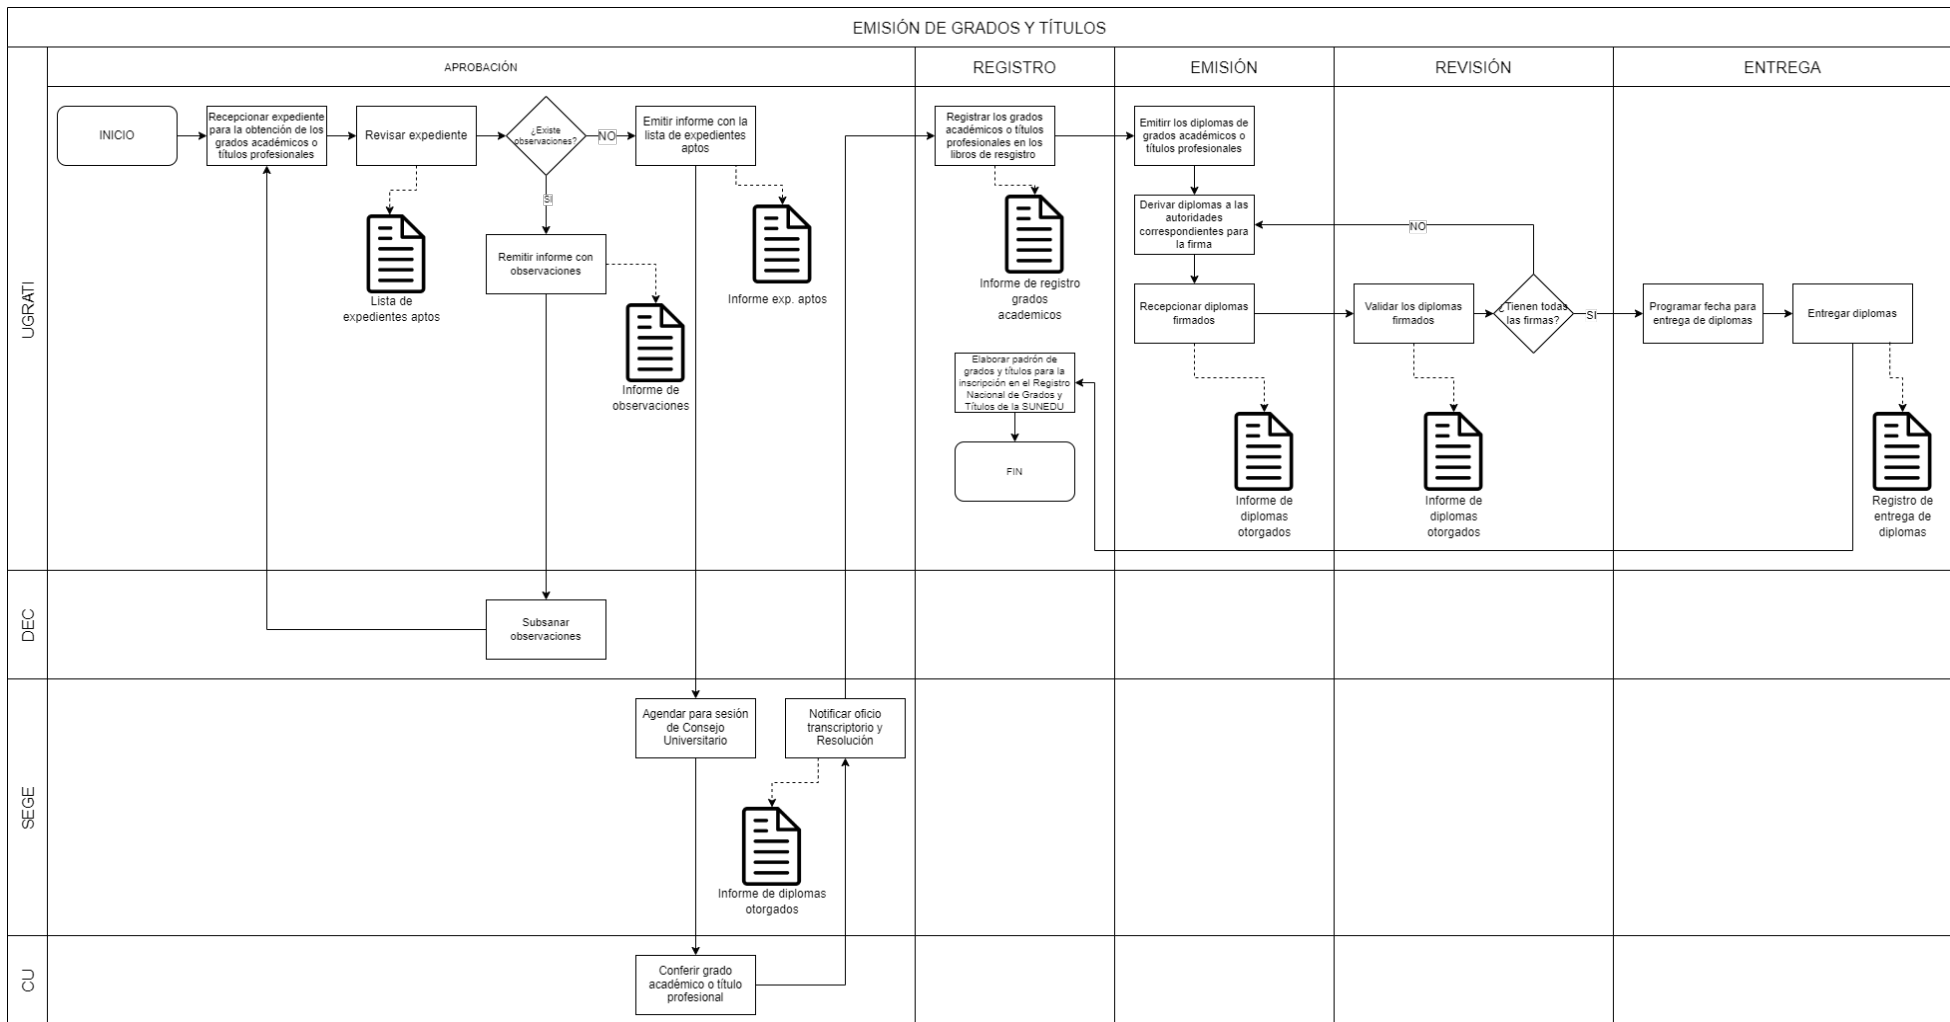 EMISIÓN DE GRADOS Y TÍTULOS
APROBACIÓN
REGISTRO
EMISIÓN
REVISIÓN
ENTREGA
UGRATI
INICIO
Recepcionar expediente
para la obtención de los
grados académicos o
títulos profesionales
Revisar expediente
¿Existe
observaciones?
NO
SI
Emitir informe con la
lista de expedientes
aptos
Lista de
expedientes aptos
Remitir informe con
observaciones
Informe de
observaciones
Informe exp. aptos
Registrar los grados
académicos o títulos
profesionales en los
libros de resgistro
Informe de registro
grados
academicos
Elaborar padrón de
grados y títulos para la
inscripción en el Registro
Nacional de Grados y
Títulos de la SUNEDU
FIN
Emitirr los diplomas de
grados académicos o
títulos profesionales
Derivar diplomas a las
autoridades
correspondientes para
la firma
Recepcionar diplomas
firmados
Informe de
diplomas
otorgados
NO
Validar los diplomas
firmados
¿Tienen todas
las firmas?
SI
Informe de
diplomas
otorgados
Programar fecha para
entrega de diplomas
Entregar diplomas
Registro de
entrega de
diplomas
DEC
Subsanar
observaciones
SEGE
Agendar para sesión
de Consejo
Universitario
Notificar oficio
transcriptorio y
Resolución
Informe de diplomas
otorgados
CU
Conferir grado
académico o título
profesional